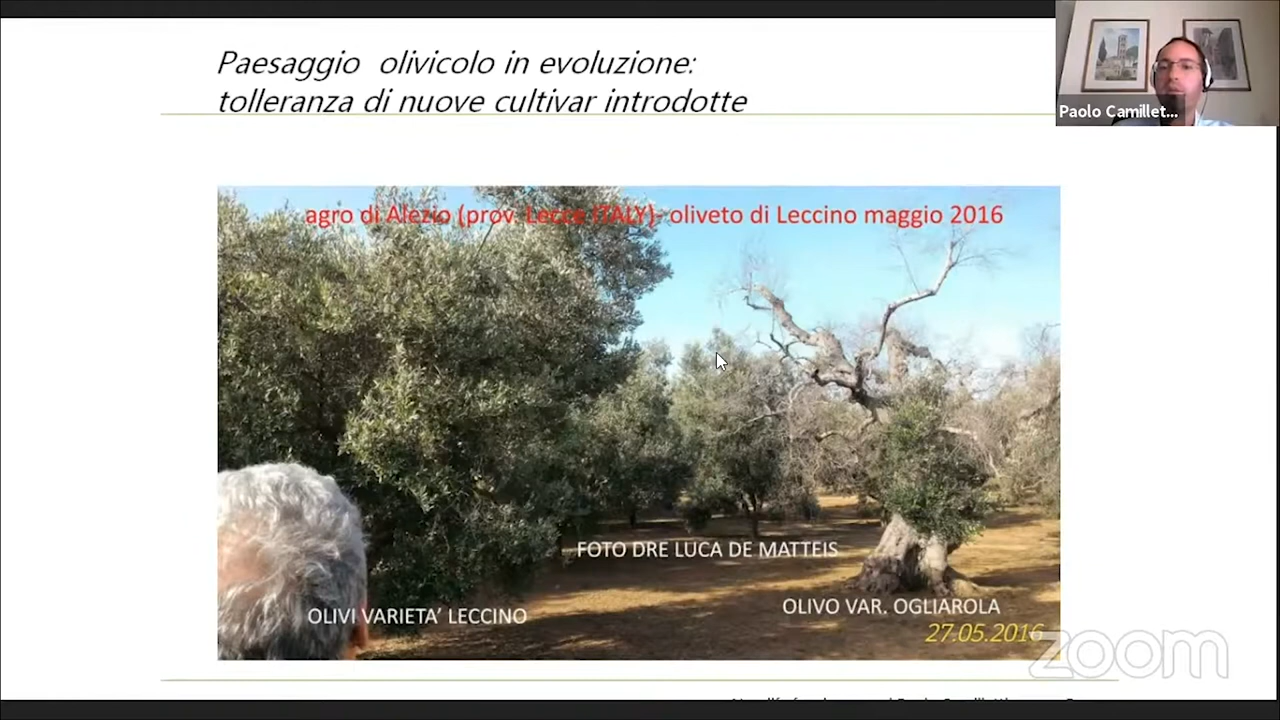 Paesaggio olivicolo in evoluzione:
tolleranza di nuove cultivar introdotte
Paolo Camillet...
agro di Alezio (prov. Lecce ITALY)- oliveto di Leccino maggio 2016
FOTO DRE LUCA DE MATTEIS
OLIVI VARIETA' LECCINO
OLIVO VAR. OGLIAROLA
27.05.2016
zoom